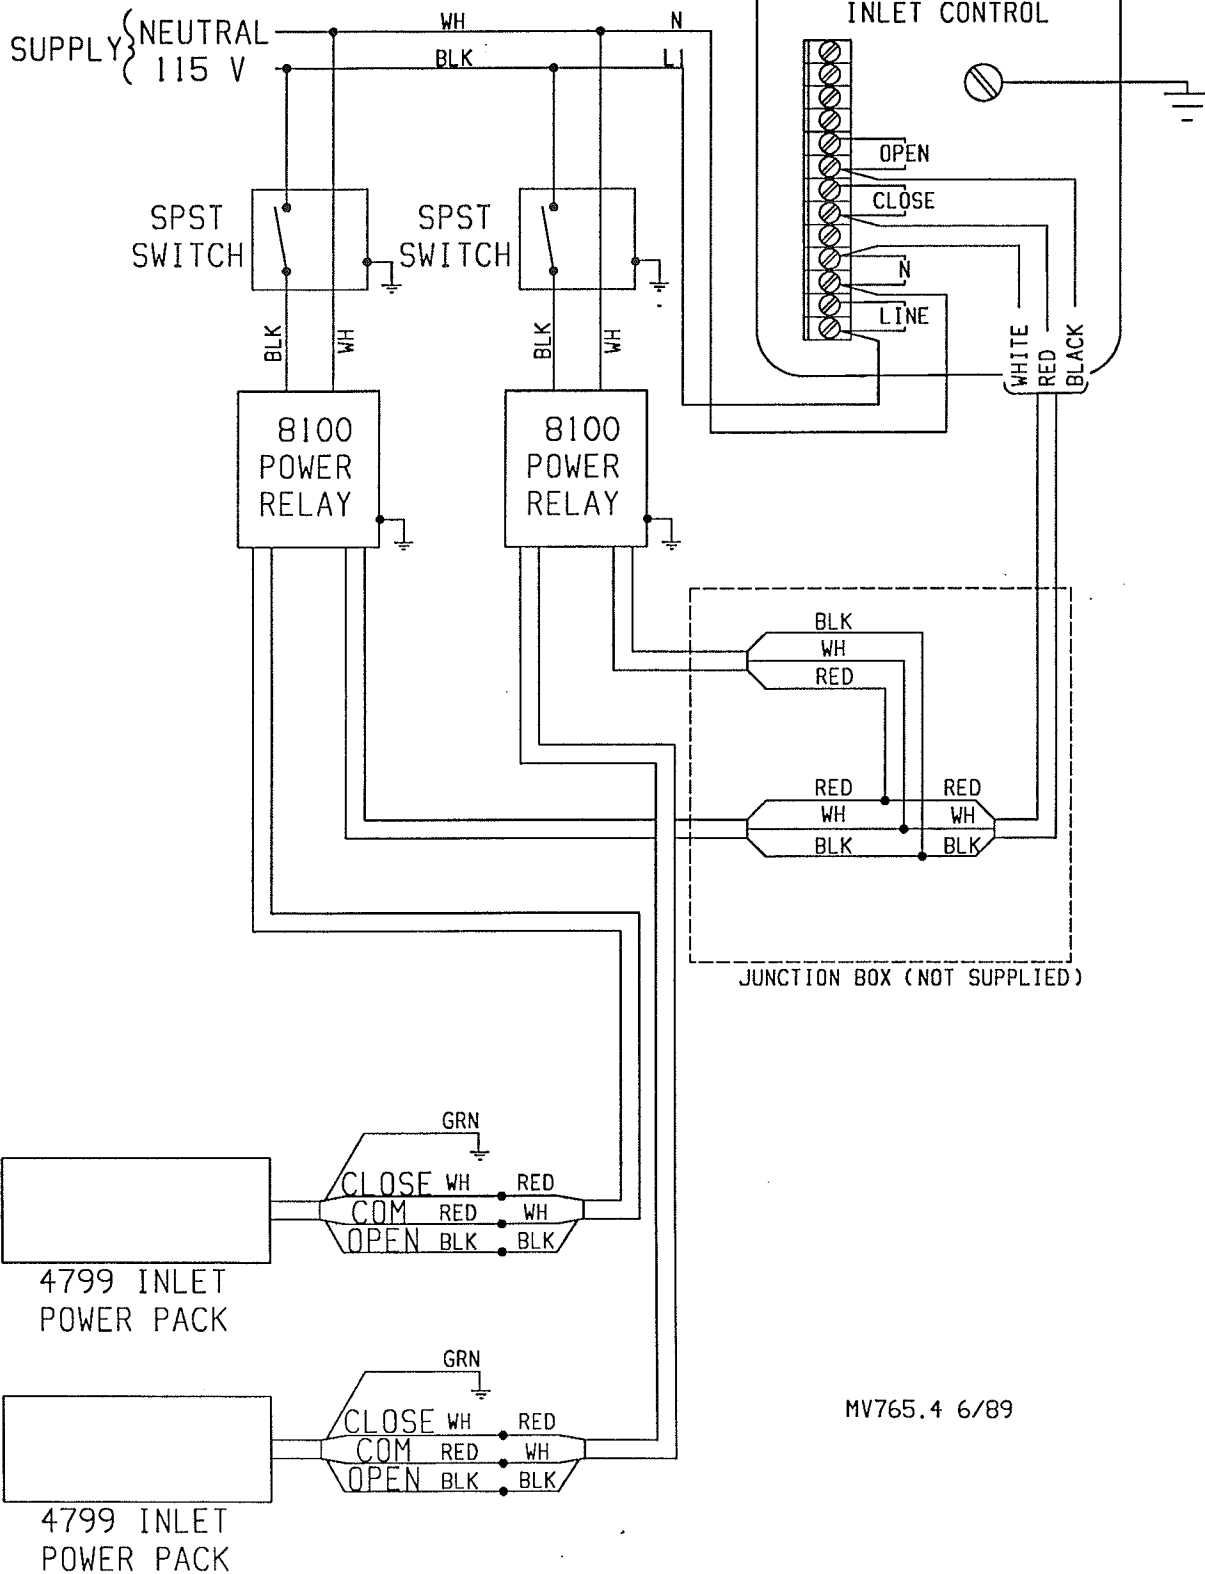 INLET CONTROL
SUPPLY { NEUTRAL
115 V
WH
N
BLK
L1
OPEN
CLOSE
N
LINE
SPST
SWITCH
SPST
SWITCH
BLK
WH
BLK
WH
WHITE
RED
BLACK
8100
POWER
RELAY
8100
POWER
RELAY
BLK
WH
RED
RED RED
WH WH
BLK BLK
JUNCTION BOX (NOT SUPPLIED)
GRN
CLOSE WH RED
COM RED WH
OPEN BLK BLK
4799 INLET
POWER PACK
GRN
CLOSE WH RED
COM RED WH
OPEN BLK BLK
4799 INLET
POWER PACK
MV765.4 6/89